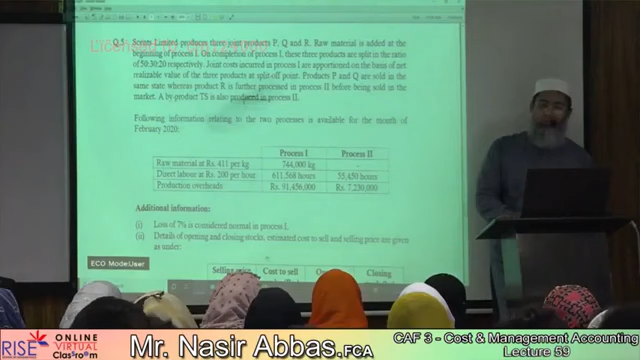 Q.5 Scents Limited produces three joint products P, Q and R. Raw material is added at the
beginning of process I. On completion of process I, these three products are split in the ratio
of 50:30:20 respectively. Joint costs incurred in process I are apportioned on the basis of net
realizable value of the three products at split-off point. Products P and Q are sold in the
same state whereas product R is further processed in process II before being sold in the
market. A by-product TS is also produced in process II.
Following information relating to the two processes is available for the month of
February 2020:
Process I Process II
Raw material at Rs. 411 per kg 744,000 kg -
Direct labour at Rs. 200 per hour 611,568 hours 55,450 hours
Production overheads Rs. 91,456,000 Rs. 7,230,000
Additional information:
(i) Loss of 7% is considered normal in process I.
(ii) Details of opening and closing stocks, estimated cost to sell and selling price are given
as under:
Selling Cost to sell Closing
ECO Mode:User
RISE ONLINE VIRTUAL Classroom
Mr. Nasir Abbas.FCA
CAF 3 - Cost & Management Accounting
Lecture 58